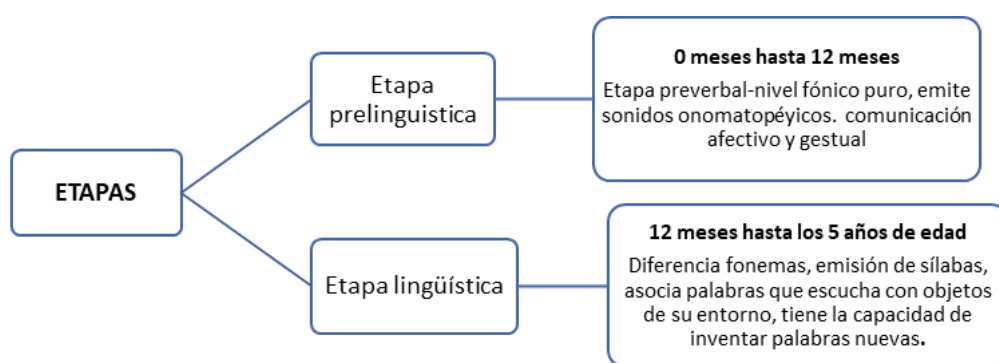 ETAPAS
Etapa
prelinguistica
0 meses hasta 12 meses
Etapa preverbal-nivel fónico puro, emite
sonidos onomatopéyicos. comunicación
afectivo y gestual
Etapa lingüística
12 meses hasta los 5 años de edad
Diferencia fonemas, emisión de sílabas,
asocia palabras que escucha con objetos
de su entorno, tiene la capacidad de
inventar palabras nuevas.